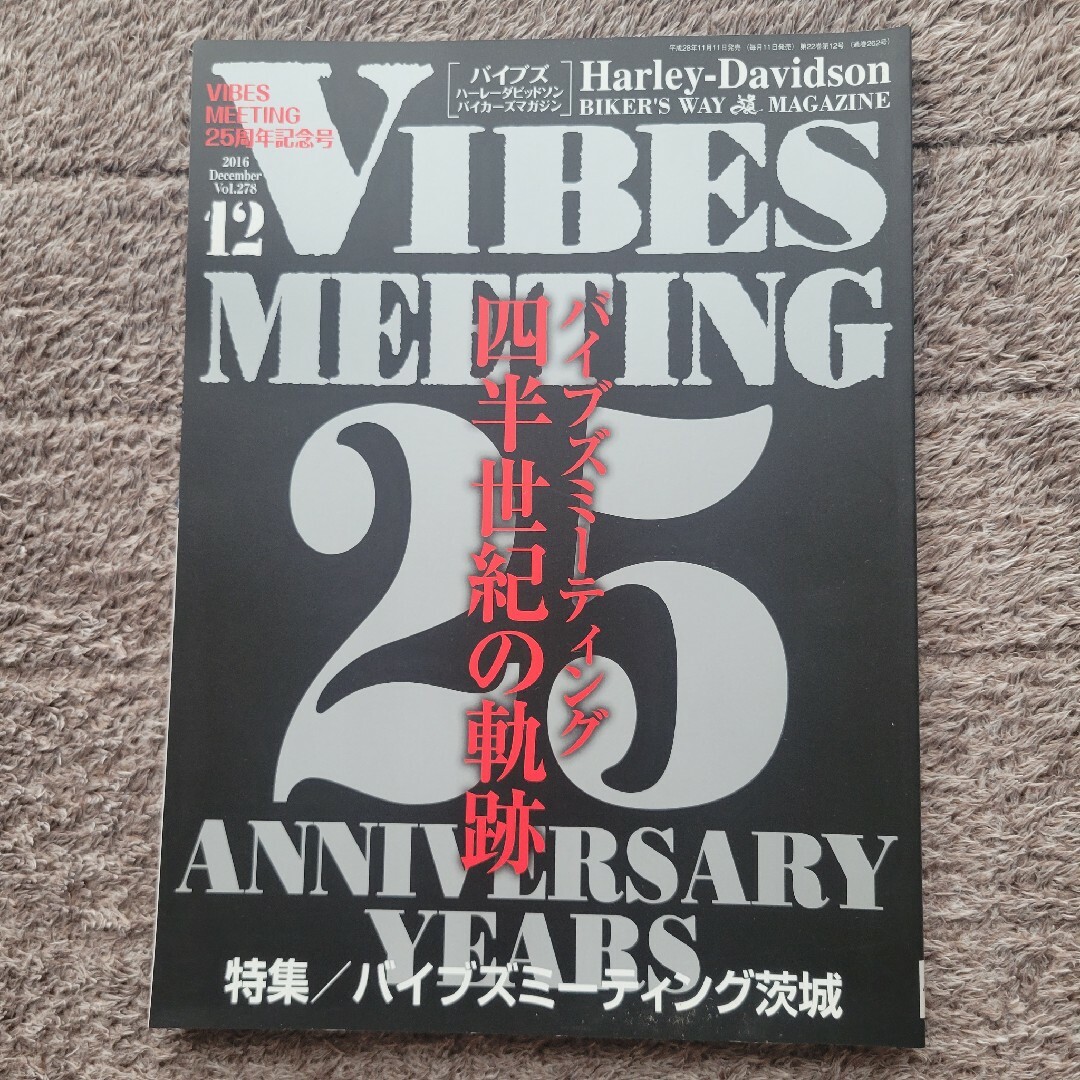 平成28年11月11日発売 (毎月11日発売) 第22巻第12号 (通巻262号)
バイブズ
ハーレーダビッドソン
バイカーズマガジン
Harley-Davidson
BIKER'S WAY MAGAZINE
VIBES
MEETING
25周年記念号
2016
December
Vol.278
12
VIBES
MEETING
25
バイブズミーティング
四半世紀の軌跡
ANNIVERSARY
YEARS
特集/バイブズミーティング茨城